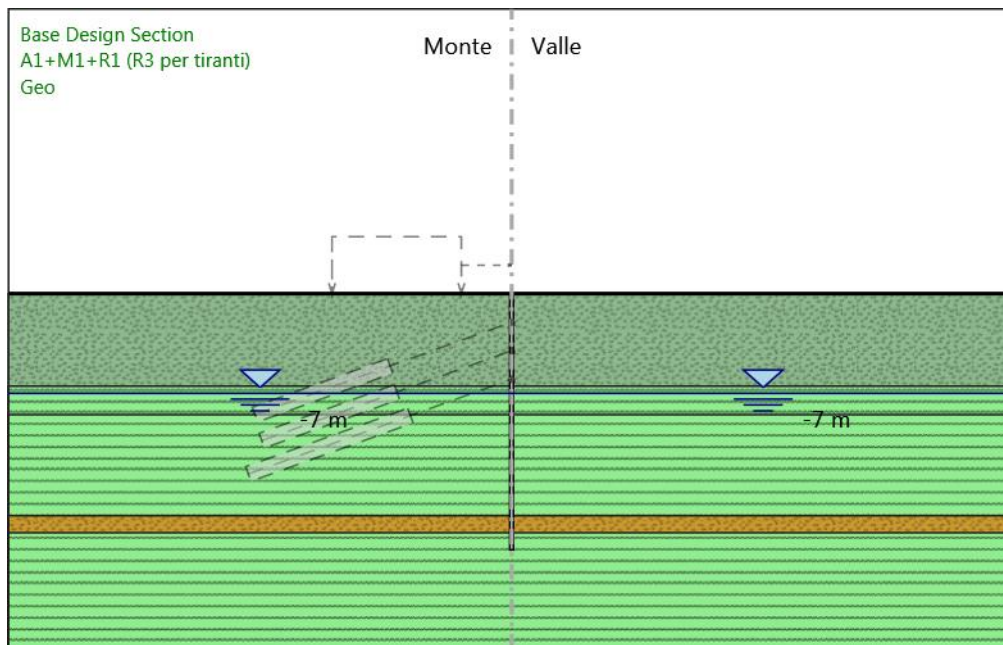 Base Design Section
A1+M1+R1 (R3 per tiranti)
Geo
Monte
Valle
-7 m
-7 m